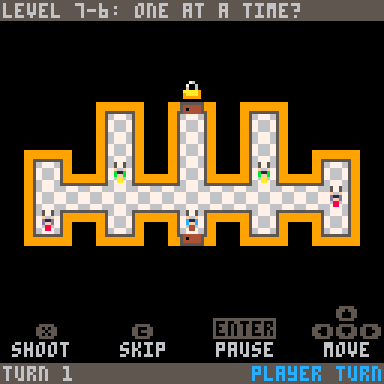 LEVEL 7-6: ONE AT A TIME?
X C ENTER
SHOOT SKIP PAUSE MOVE
TURN 1 PLAYER TURN